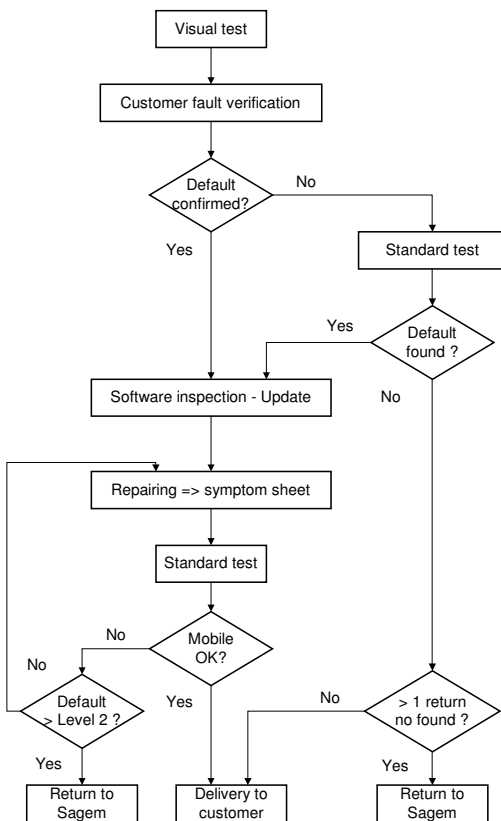 Visual test
Customer fault verification
Default
confirmed?
No
Yes
Standard test
Yes
Default
found ?
Software inspection - Update
No
Repairing => symptom sheet
Standard test
No
Mobile
OK?
No
Yes
No
Default
> Level 2 ?
> 1 return
no found ?
Yes
Yes
Return to
Sagem
Delivery to
customer
Return to
Sagem